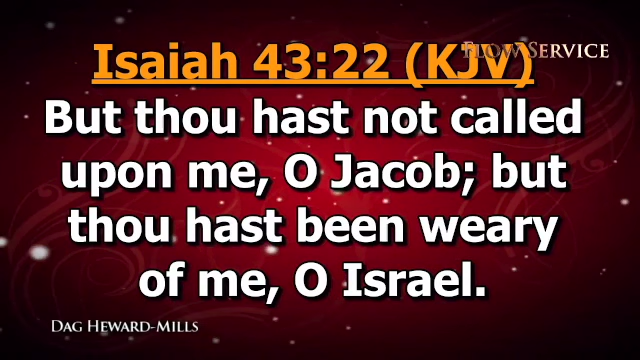 Isaiah 43:22 (KJV)
FLOW SERVICE
But thou hast not called
upon me, O Jacob; but
thou hast been weary
of me, O Israel.
DAG HEWARD-MILLS